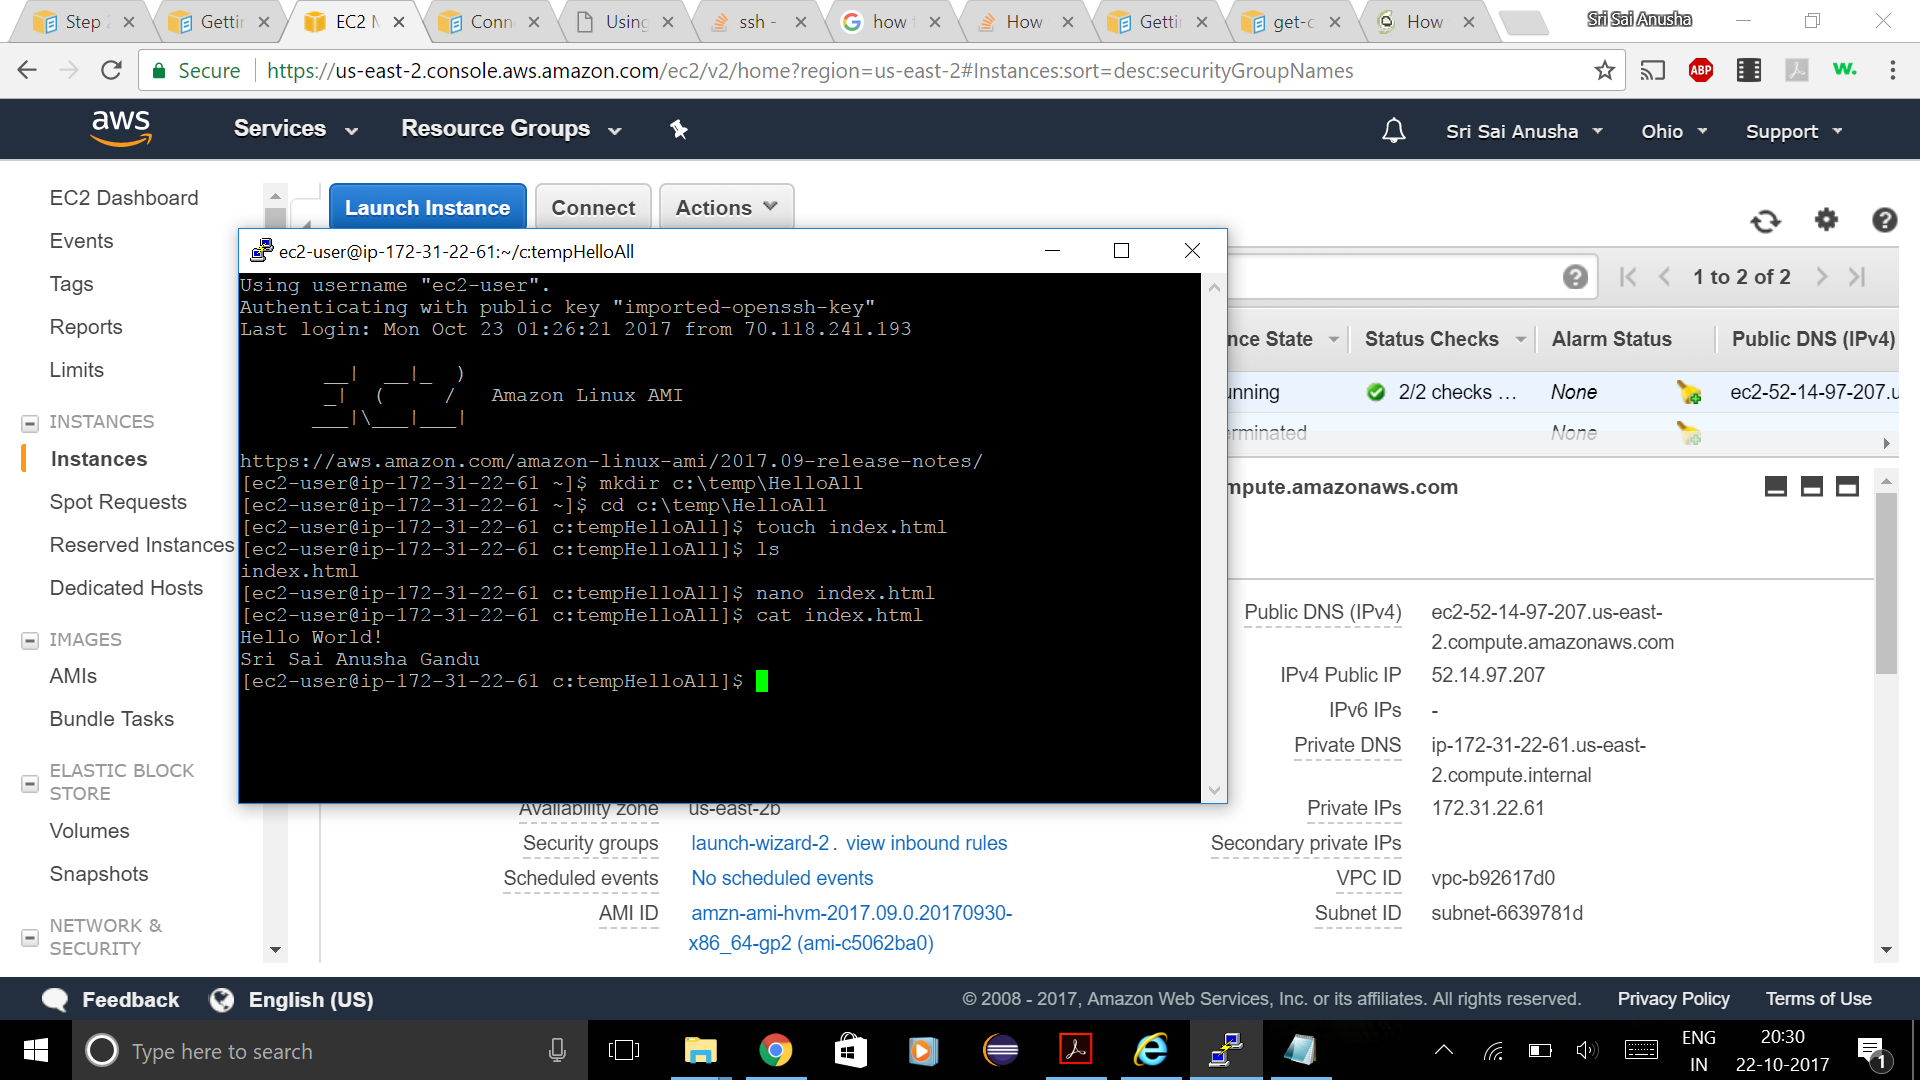 Step
Gettir
EC2 M
Conn
Using
ssh -
how
How
Gettir
get-c
How
Sri Sai Anusha
Secure
https://us-east-2.console.aws.amazon.com/ec2/v2/home?region=us-east-2#Instances:sort=desc:securityGroupNames
ABP
w.
aws
Services
Resource Groups
Sri Sai Anusha
Ohio
Support
EC2 Dashboard
Events
Tags
Reports
Limits
INSTANCES
Instances
Spot Requests
Reserved Instances
Dedicated Hosts
IMAGES
AMIs
Bundle Tasks
ELASTIC BLOCK
STORE
Volumes
Snapshots
NETWORK &
SECURITY
Launch Instance
Connect
Actions
1 to 2 of 2
nce State
Status Checks
Alarm Status
Public DNS (IPv4)
unning
2/2 checks ...
None
ec2-52-14-97-207.u
erminated
None
ec2-user@ip-172-31-22-61:~/c:tempHelloAll
Using username "ec2-user".
Authenticating with public key "imported-openssh-key"
Last login: Mon Oct 23 01:26:21 2017 from 70.118.241.193
       __|  __|_  )
       _|  (     /   Amazon Linux AMI
      ___|\___|___|
https://aws.amazon.com/amazon-linux-ami/2017.09-release-notes/
[ec2-user@ip-172-31-22-61 ~]$ mkdir c:\temp\HelloAll
[ec2-user@ip-172-31-22-61 ~]$ cd c:\temp\HelloAll
[ec2-user@ip-172-31-22-61 c:tempHelloAll]$ touch index.html
[ec2-user@ip-172-31-22-61 c:tempHelloAll]$ ls
index.html
[ec2-user@ip-172-31-22-61 c:tempHelloAll]$ nano index.html
[ec2-user@ip-172-31-22-61 c:tempHelloAll]$ cat index.html
Hello World!
Sri Sai Anusha Gandu
[ec2-user@ip-172-31-22-61 c:tempHelloAll]$
mpute.amazonaws.com
Public DNS (IPv4) ec2-52-14-97-207.us-east-
2.compute.amazonaws.com
IPv4 Public IP 52.14.97.207
IPv6 IPs -
Private DNS ip-172-31-22-61.us-east-
2.compute.internal
Availability zone us-east-2b
Private IPs 172.31.22.61
Security groups launch-wizard-2. view inbound rules
Secondary private IPs
Scheduled events No scheduled events
VPC ID vpc-b92617d0
AMI ID amzn-ami-hvm-2017.09.0.20170930-
x86_64-gp2 (ami-c5062ba0)
Subnet ID subnet-6639781d
Feedback
English (US)
© 2008 - 2017, Amazon Web Services, Inc. or its affiliates. All rights reserved.
Privacy Policy
Terms of Use
Type here to search
ENG
IN
20:30
22-10-2017
1